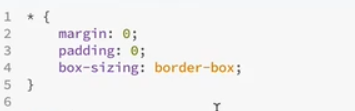 1 * {
2     margin: 0;
3     padding: 0;
4     box-sizing: border-box;
5 }
6